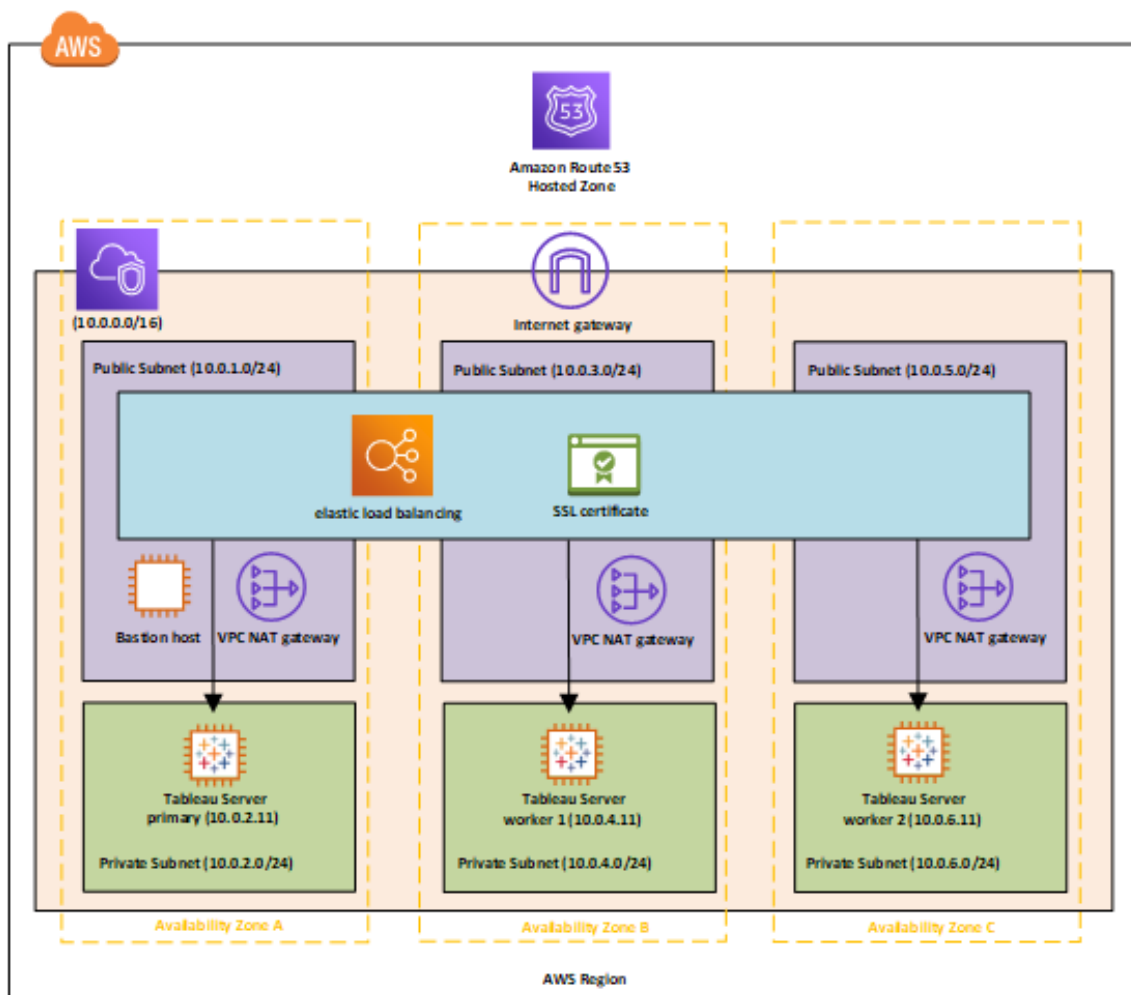 AWS
53
Amazon Route 53
Hosted Zone
(10.0.0.0/16)
Internet gateway
Public Subnet (10.0.1.0/24)
Public Subnet (10.0.3.0/24)
Public Subnet (10.0.5.0/24)
elastic load balancing
SSL certificate
Bastion host
VPC NAT gateway
VPC NAT gateway
VPC NAT gateway
Tableau Server
primary (10.0.2.11)
Private Subnet (10.0.2.0/24)
Tableau Server
worker 1 (10.0.4.11)
Private Subnet (10.0.4.0/24)
Tableau Server
worker 2 (10.0.6.11)
Private Subnet (10.0.6.0/24)
Availability Zone A
Availability Zone B
Availability Zone C
AWS Region